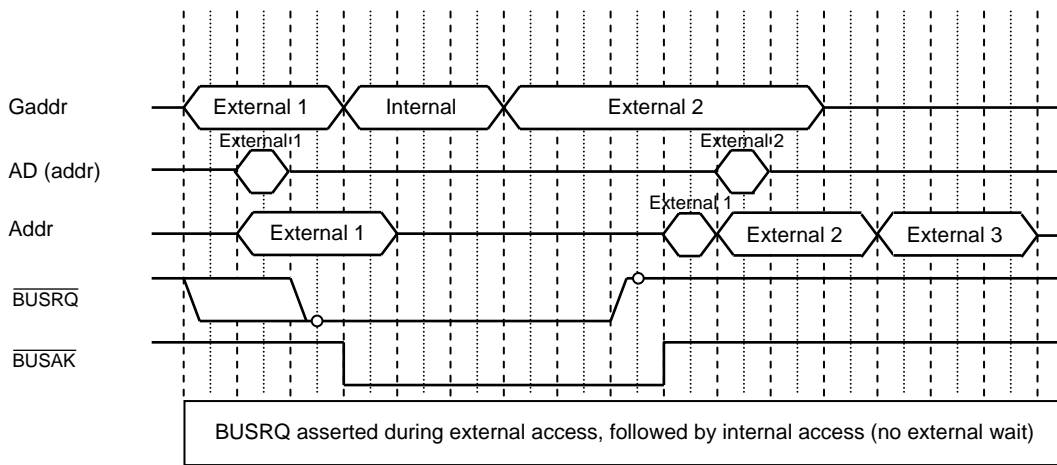 Gaddr External 1 Internal External 2
External 1 External 2
AD (addr)
External 1
Addr External 1 External 2 External 3
BUSRQ
BUSAK
BUSRQ asserted during external access, followed by internal access (no external wait)